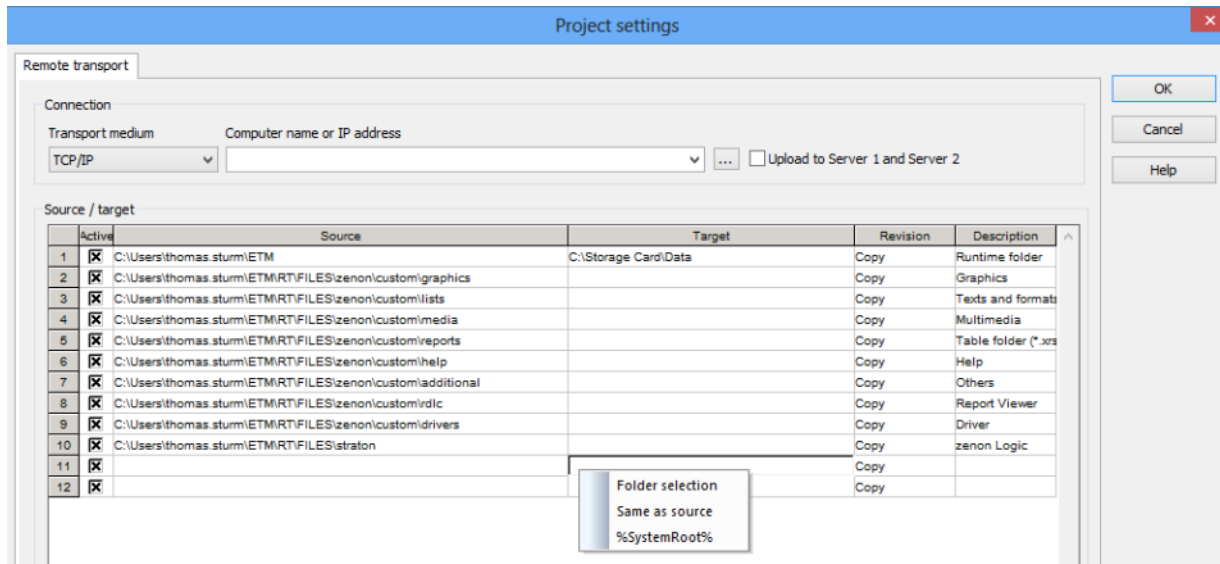 Project settings
Remote transport
OK
Connection
Transport medium Computer name or IP address
Cancel
TCP/IP ... Upload to Server 1 and Server 2
Help
Source / target
Active Source Target Revision Description
1 C:\Users\thomas.sturm\ETM C:\Storage Card\Data Copy Runtime folder
2 C:\Users\thomas.sturm\ETM\RT\FILES\zenon\custom\graphics Copy Graphics
3 C:\Users\thomas.sturm\ETM\RT\FILES\zenon\custom\lists Copy Texts and formats
4 C:\Users\thomas.sturm\ETM\RT\FILES\zenon\custom\media Copy Multimedia
5 C:\Users\thomas.sturm\ETM\RT\FILES\zenon\custom\reports Copy Table folder (*.xrs
6 C:\Users\thomas.sturm\ETM\RT\FILES\zenon\custom\help Copy Help
7 C:\Users\thomas.sturm\ETM\RT\FILES\zenon\custom\additional Copy Others
8 C:\Users\thomas.sturm\ETM\RT\FILES\zenon\custom\rdlc Copy Report Viewer
9 C:\Users\thomas.sturm\ETM\RT\FILES\zenon\custom\drivers Copy Driver
10 C:\Users\thomas.sturm\ETM\RT\FILES\straton Copy zenon Logic
11 Copy
12 Copy
Folder selection
Same as source
%SystemRoot%